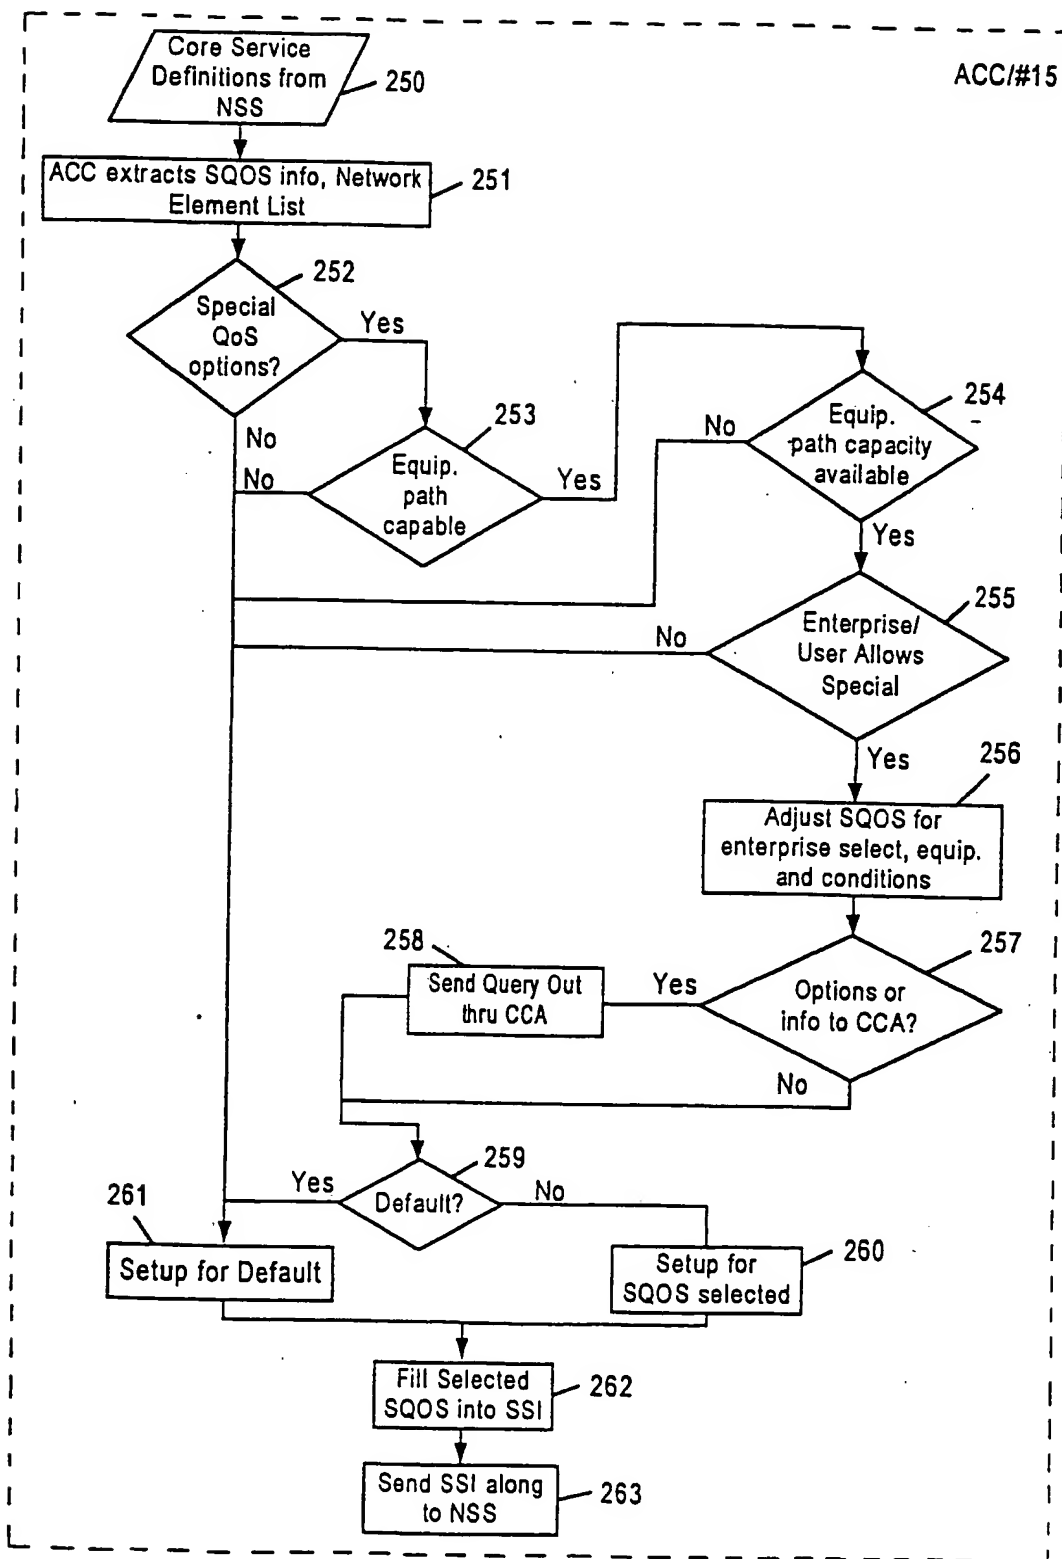 ACC/#15
Core Service
Definitions from
NSS
250
ACC extracts SQOS info, Network
Element List
251
252
Special
QoS
options?
Yes
No
253
Equip.
path
capable
No
Yes
254
Equip.
path capacity
available
No
Yes
255
Enterprise/
User Allows
Special
No
Yes
256
Adjust SQOS for
enterprise select, equip.
and conditions
257
Options or
info to CCA?
Yes
No
258
Send Query Out
thru CCA
259
Default?
Yes
No
261
Setup for Default
260
Setup for
SQOS selected
Fill Selected
SQOS into SSI
262
Send SSI along
to NSS
263